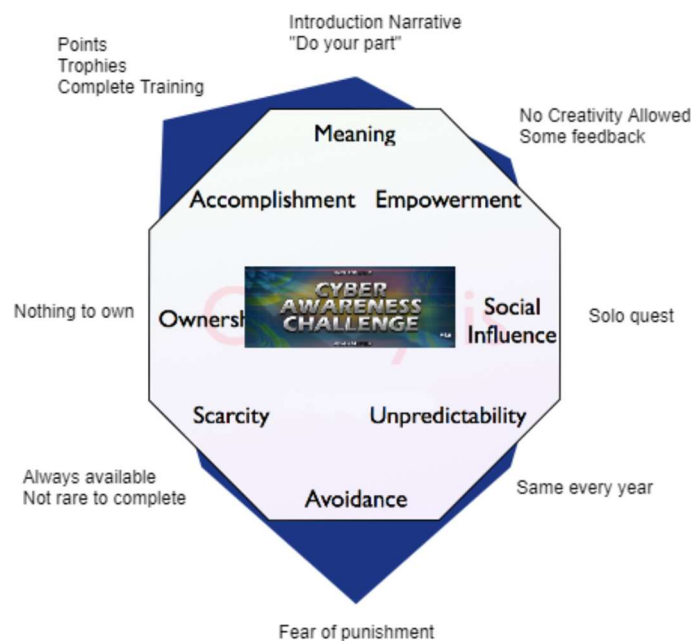 Introduction Narrative
"Do your part"
Points
Trophies
Complete Training
No Creativity Allowed
Some feedback
Meaning
Accomplishment
Empowerment
Nothing to own
Ownersh
CYBER
AWARENESS
CHALLENGE
Social
Influence
Solo quest
Scarcity
Unpredictability
Always available
Not rare to complete
Same every year
Avoidance
Fear of punishment